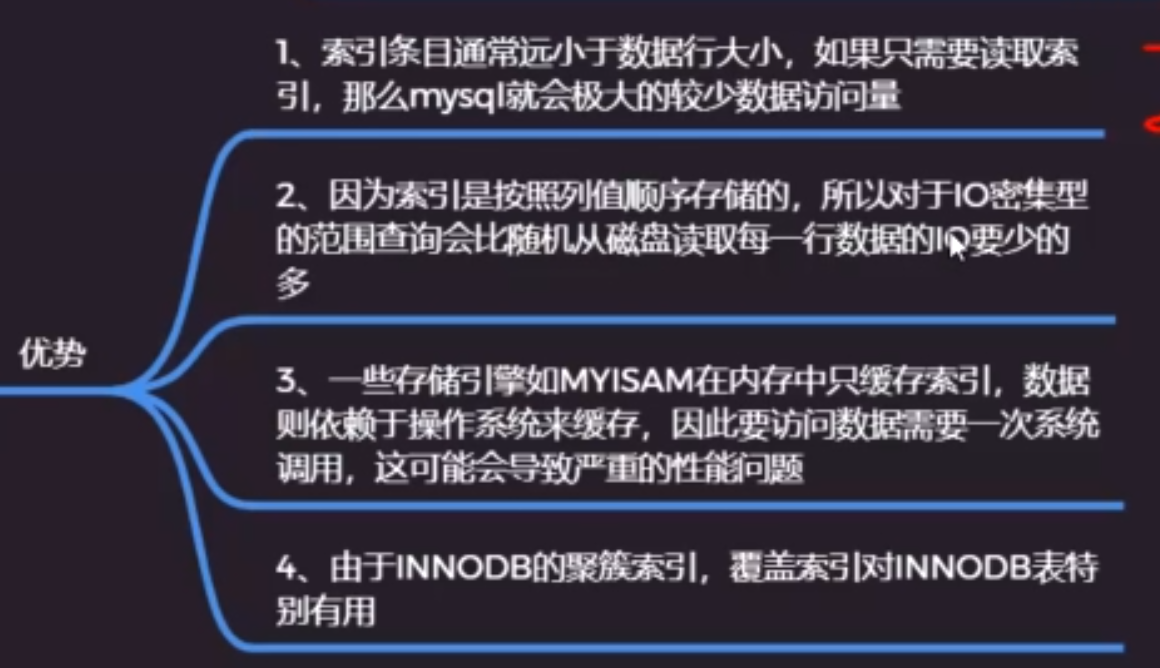 1、索引条目通常远小于数据行大小，如果只需要读取索
引，那么mysql就会极大的较少数据访问量
2、因为索引是按照列值顺序存储的，所以对于IO密集型
的范围查询会比随机从磁盘读取每一行数据的IO要少的
多
优势
3、一些存储引擎如MYISAM在内存中只缓存索引，数据
则依赖于操作系统来缓存，因此要访问数据需要一次系统
调用，这可能会导致严重的性能问题
4、由于INNODB的聚簇索引，覆盖索引对INNODB表特
别有用